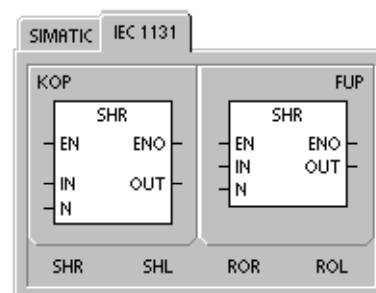 SIMATIC IEC 1131
KOP FUP
SHR SHR
EN ENO EN ENO
IN OUT
IN OUT
N N
SHR SHL ROR ROL